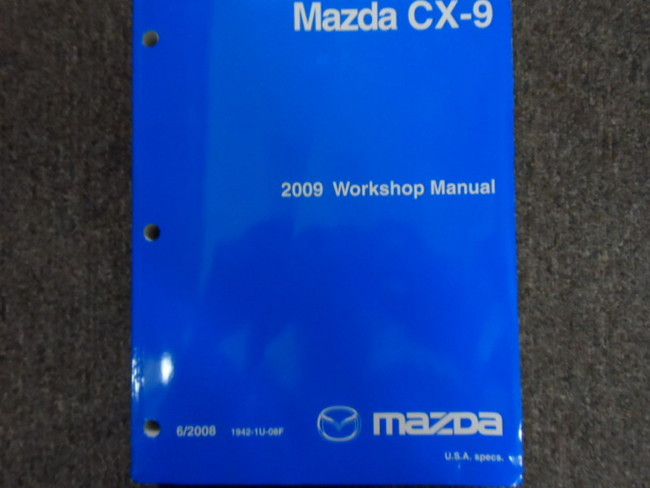 Mazda CX-9
2009 Workshop Manual
6/2008 1942-1U-08F mazda
U.S.A. specs.